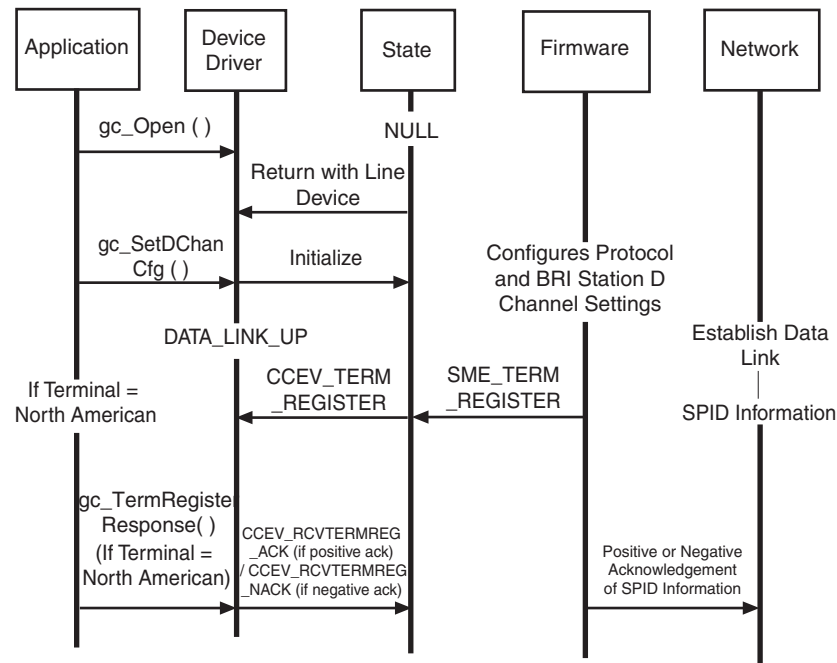 Application
Device
Driver
State
Firmware
Network
gc_Open ( )
NULL
Return with Line
Device
gc_SetDChan
Cfg ( )
Initialize
Configures Protocol
and BRI Station D
Channel Settings
DATA_LINK_UP
Establish Data
Link
If Terminal =
North American
CCEV_TERM
_REGISTER
SME_TERM
_REGISTER
SPID Information
gc_TermRegister
Response( )
(If Terminal =
North American)
CCEV_RCVTERMREG
_ACK (if positive ack)
/ CCEV_RCVTERMREG
_NACK (if negative ack)
Positive or Negative
Acknowledgement
of SPID Information